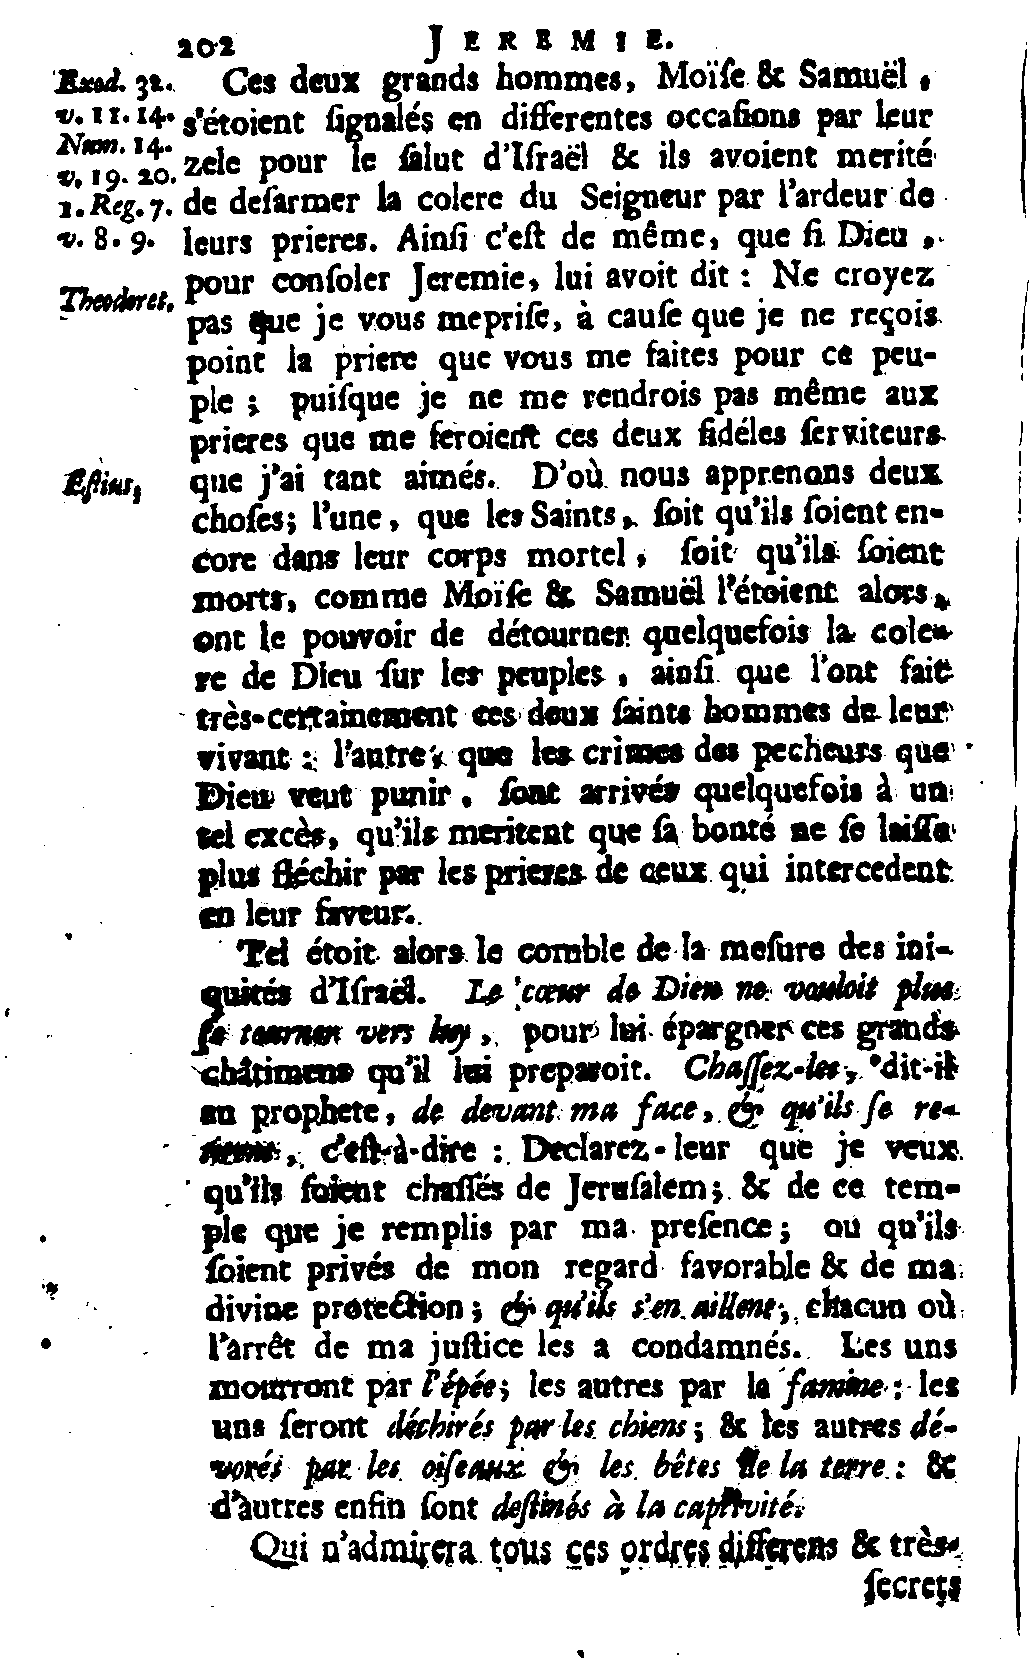 202 JEREMIE.
Exod. 32.
v. 11. 14.
Num. 14.
v. 19. 20.
1. Reg. 7.
v. 8. 9.
Theodoret.
Estius,
Ces deux grands hommes, Moïſe & Samuël,
s'étoient ſignalés en differentes occaſions par leur
zele pour le ſalut d'Iſraël & ils avoient merité
de deſarmer la colere du Seigneur par l'ardeur de
leurs prieres. Ainſi c'eſt de même, que ſi Dieu,
pour conſoler Jeremie, lui avoit dit : Ne croyez
pas que je vous mepriſe, à cauſe que je ne reçois
point la priere que vous me faites pour ce peu-
ple ; puiſque je ne me rendrois pas même aux
prieres que me feroient ces deux fidéles ſerviteurs
que j'ai tant aimés. D'où nous apprenons deux
choſes; l'une, que les Saints, ſoit qu'ils ſoient en-
core dans leur corps mortel, ſoit qu'ils ſoient
morts, comme Moïſe & Samuël l'étoient alors,
ont le pouvoir de détourner quelquefois la cole-
re de Dieu ſur les peuples, ainſi que l'ont fait
très-certainement ces deux ſaints hommes de leur
vivant : l'autre, que les crimes des pecheurs que
Dieu veut punir, ſont arrivés quelquefois à un
tel excès, qu'ils meritent que ſa bonté ne ſe laiſſe
plus fléchir par les prieres de ceux qui intercedent
en leur faveur.
Tel étoit alors le comble de la meſure des ini-
quités d'Iſraël. Le cœur de Dieu ne vouloit plus
ſe tourner vers luy, pour lui épargner ces grands
châtimens qu'il lui preparoit. Chaſſez-les, dit-il
au prophete, de devant ma face, & qu'ils ſe re-
tirent, c'eſt-à-dire : Declarez-leur que je veux
qu'ils ſoient chaſſés de Jeruſalem; & de ce tem-
ple que je remplis par ma preſence; ou qu'ils
ſoient privés de mon regard favorable & de ma
divine protection; & qu'ils s'en aillent, chacun où
l'arrêt de ma juſtice les a condamnés. Les uns
mourront par l'épée; les autres par la famine : les
uns ſeront déchirés par les chiens; & les autres dé-
vorés par les oiſeaux & les bêtes de la terre : &
d'autres enfin ſont deſtinés à la captivité.
Qui n'admirera tous ces ordres differens & très-
ſecrets